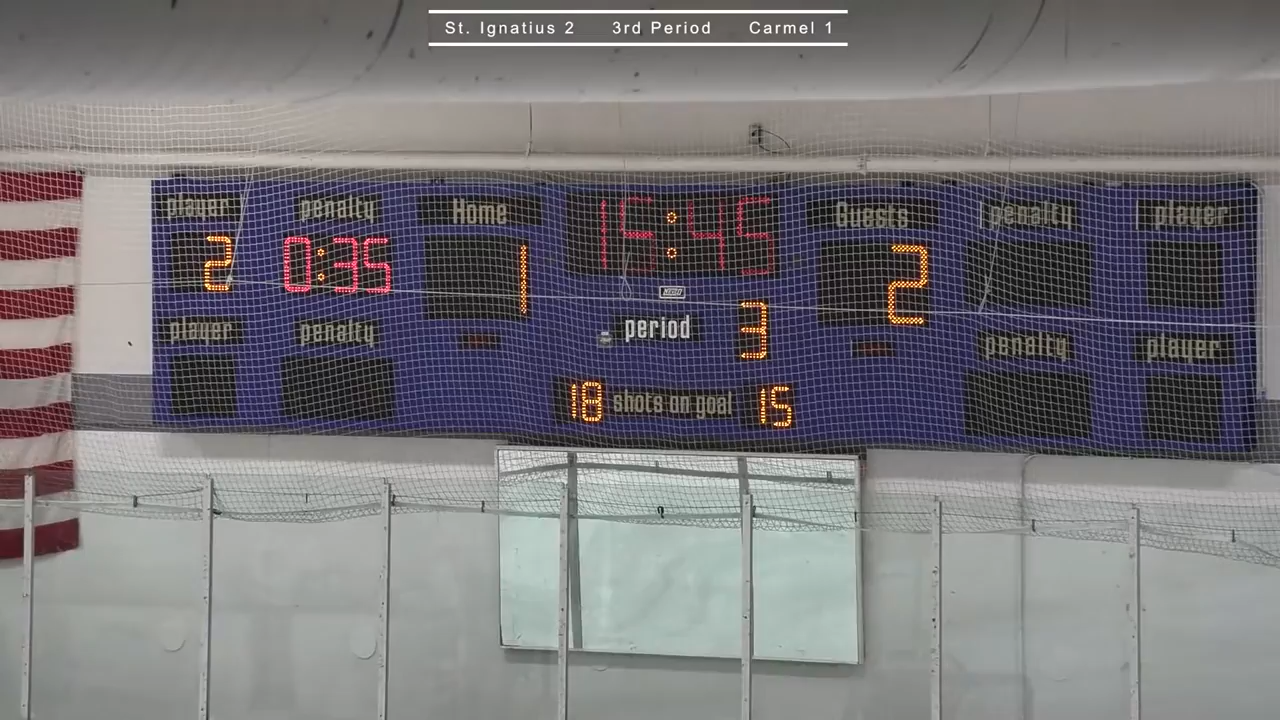 St. Ignatius 2 3rd Period Carmel 1
player penalty Home 15:45 Guests penalty player
2 0:35 1 2
player penalty period 3 penalty player
18 shots on goal 15